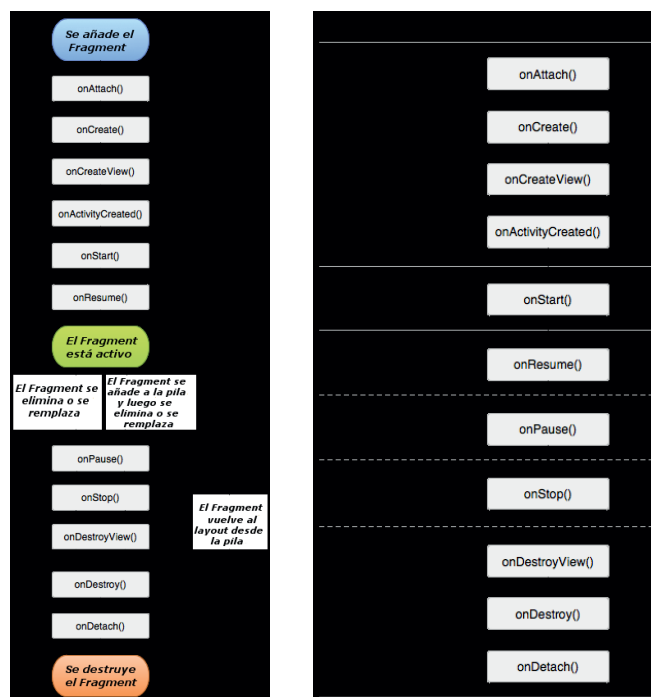 Se añade el
Fragment
onAttach()
onCreate()
onCreateView()
onActivityCreated()
onStart()
onResume()
El Fragment
está activo
El Fragment se
elimina o se
remplaza
El Fragment se
añade a la pila
y luego se
elimina o se
remplaza
onPause()
onStop()
onDestroyView()
El Fragment
vuelve al
layout desde
la pila
onDestroy()
onDetach()
Se destruye
el Fragment
onAttach()
onCreate()
onCreateView()
onActivityCreated()
onStart()
onResume()
onPause()
onStop()
onDestroyView()
onDestroy()
onDetach()